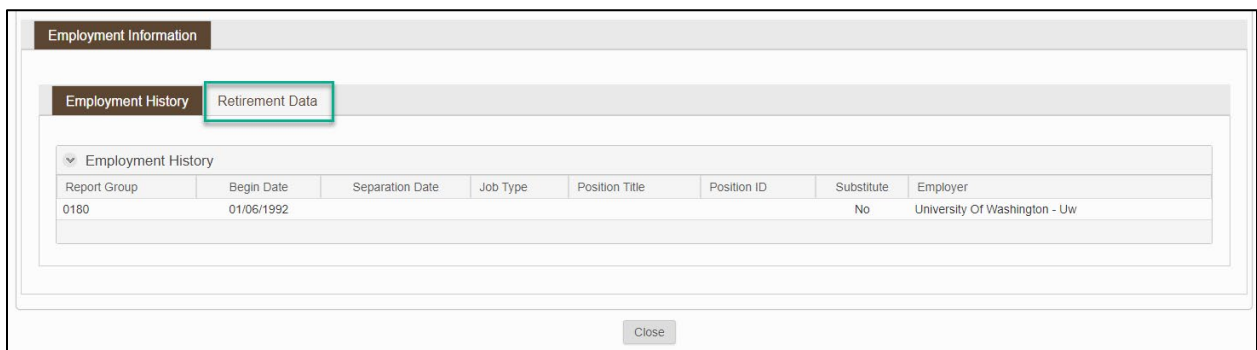 Employment Information
Employment History Retirement Data
Employment History
Report Group Begin Date Separation Date Job Type Position Title Position ID Substitute Employer
0180 01/06/1992 No University Of Washington - Uw
Close